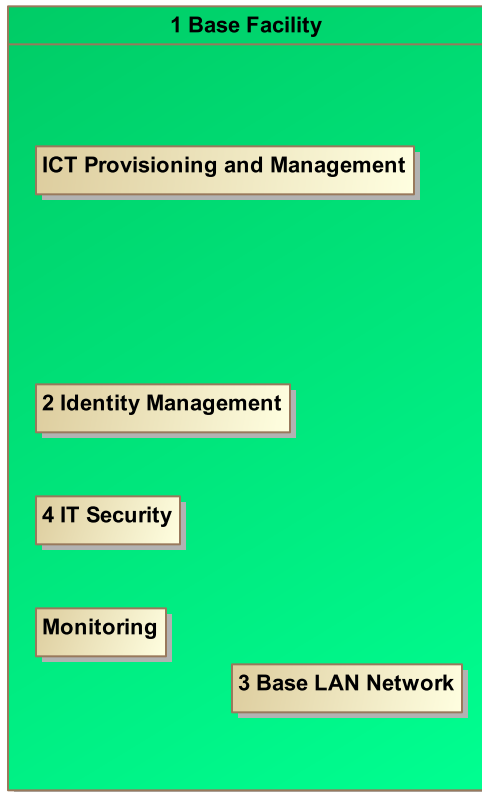 1 Base Facility
ICT Provisioning and Management
2 Identity Management
4 IT Security
Monitoring
3 Base LAN Network